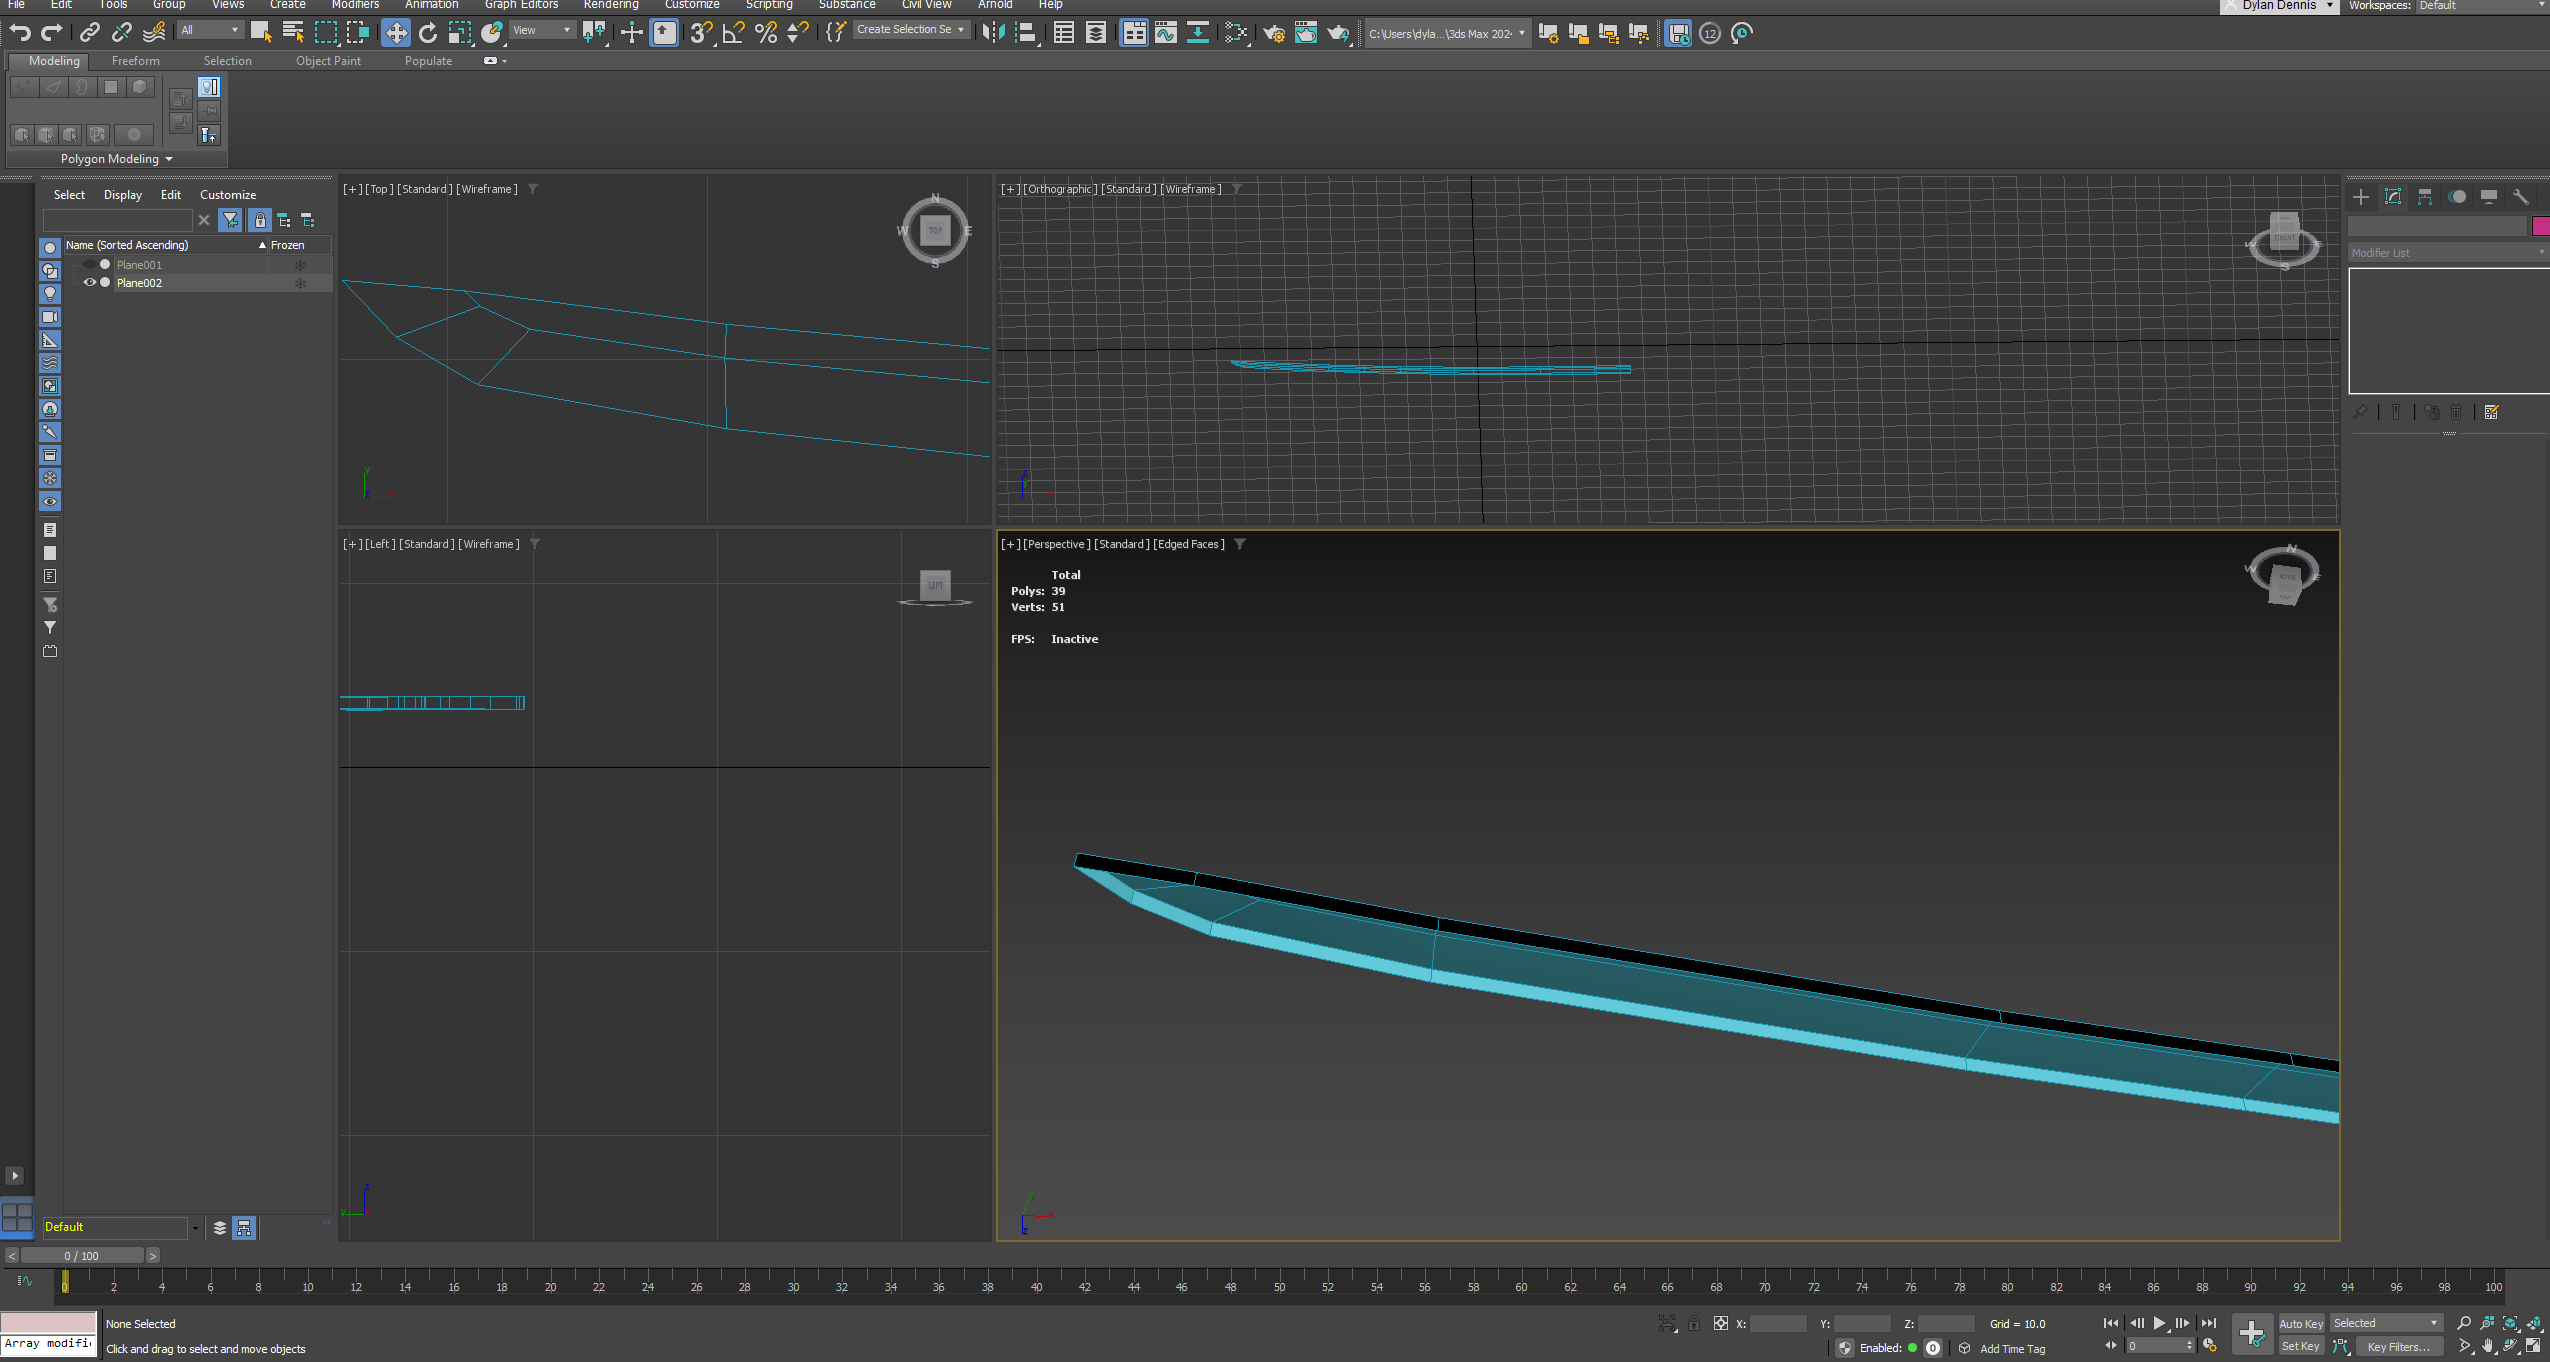 File Edit Tools Group Views Create Modifiers Animation Graph Editors Rendering Customize Scripting Substance Civil View Arnold Help
Dylan Dennis Workspaces: Default
All View Create Selection Se C:\Users\dyla...\3ds Max 202 12
Modeling Freeform Selection Object Paint Populate
Polygon Modeling
Select Display Edit Customize
Name (Sorted Ascending) Frozen
Plane001
Plane002
[+] [Top] [Standard] [Wireframe]
N
W TOP E
S
y
z x
[+] [Orthographic] [Standard] [Wireframe]
W FRONT E
S
z
y
x
Modifier List
[+] [Left] [Standard] [Wireframe]
LEFT
z
y
[+] [Perspective] [Standard] [Edged Faces]
Total
Polys: 39
Verts: 51
FPS: Inactive
N
W E
TOP
y
x
z
Default
< 0 / 100 >
0 2 4 6 8 10 12 14 16 18 20 22 24 26 28 30 32 34 36 38 40 42 44 46 48 50 52 54 56 58 60 62 64 66 68 70 72 74 76 78 80 82 84 86 88 90 92 94 96 98 100
None Selected
X: Y: Z: Grid = 10.0
Auto Key Selected
Array modifi
Click and drag to select and move objects
Enabled: 0 Add Time Tag
0
Set Key Key Filters...